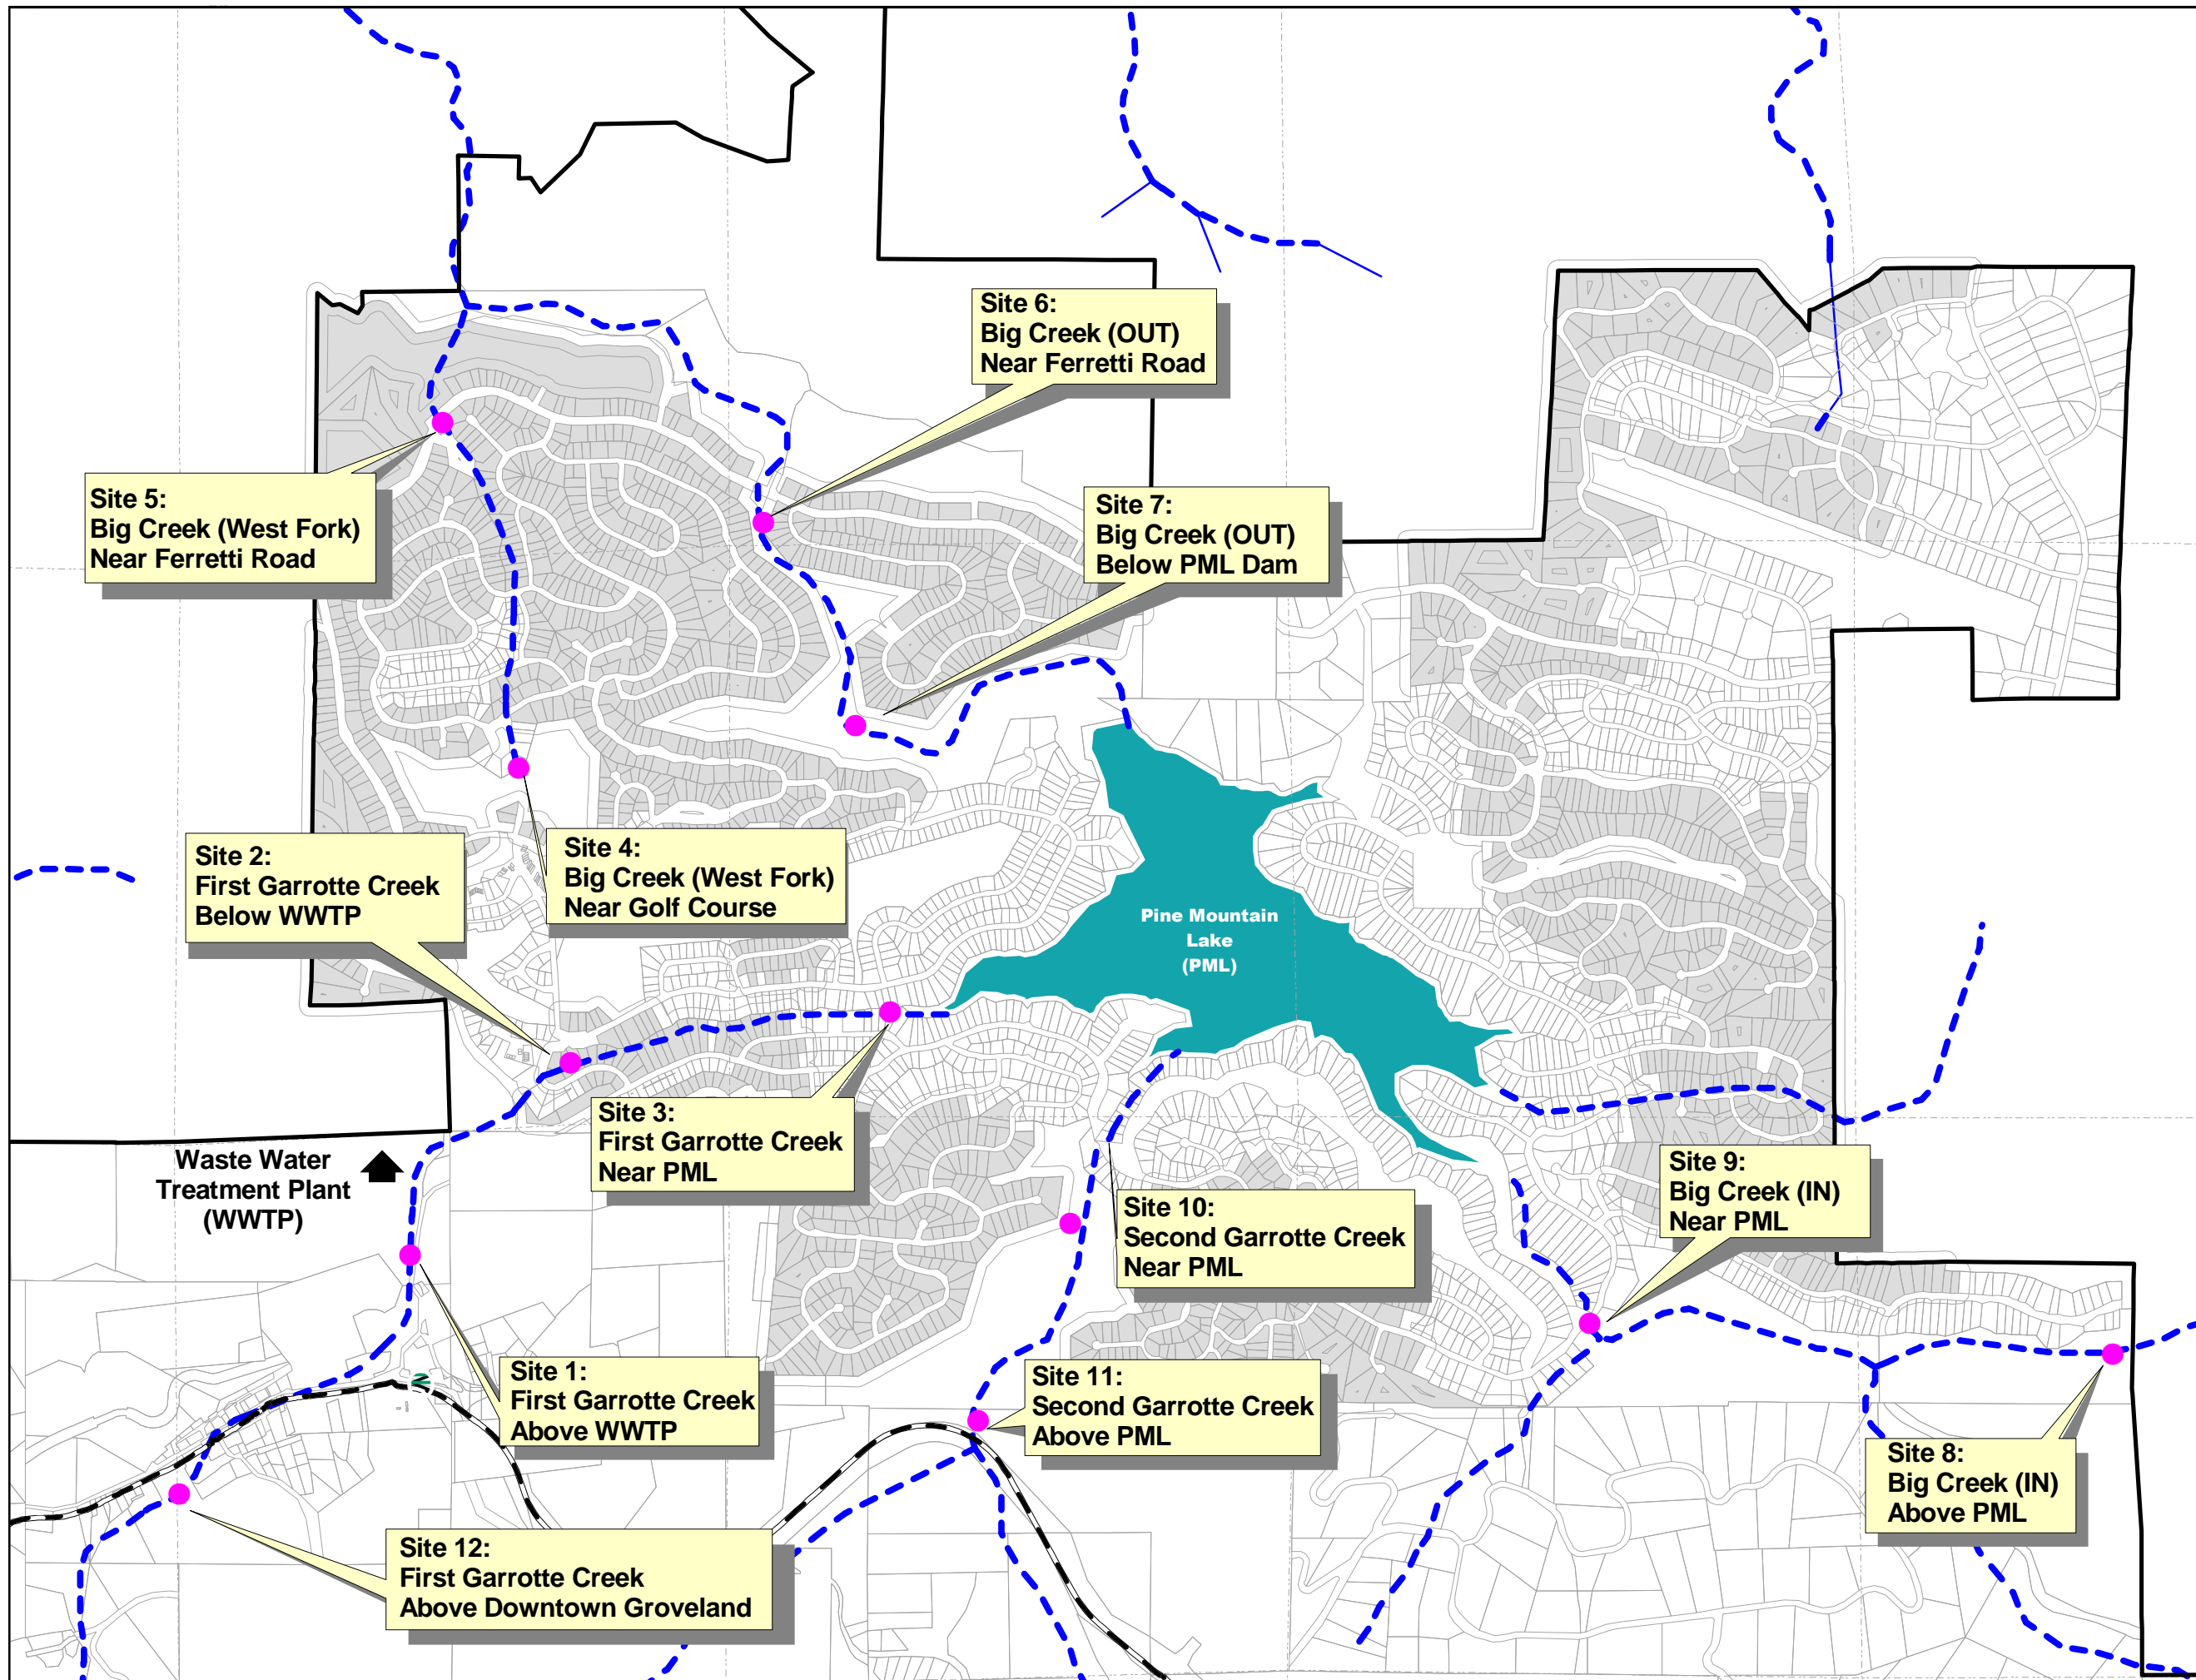 Site 6:
Big Creek (OUT)
Near Ferretti Road
Site 5:
Big Creek (West Fork)
Near Ferretti Road
Site 7:
Big Creek (OUT)
Below PML Dam
Site 2:
First Garrotte Creek
Below WWTP
Site 4:
Big Creek (West Fork)
Near Golf Course
Pine Mountain
Lake
(PML)
Site 3:
First Garrotte Creek
Near PML
Waste Water
Treatment Plant
(WWTP)
Site 9:
Big Creek (IN)
Near PML
Site 10:
Second Garrotte Creek
Near PML
Site 1:
First Garrotte Creek
Above WWTP
Site 11:
Second Garrotte Creek
Above PML
Site 8:
Big Creek (IN)
Above PML
Site 12:
First Garrotte Creek
Above Downtown Groveland